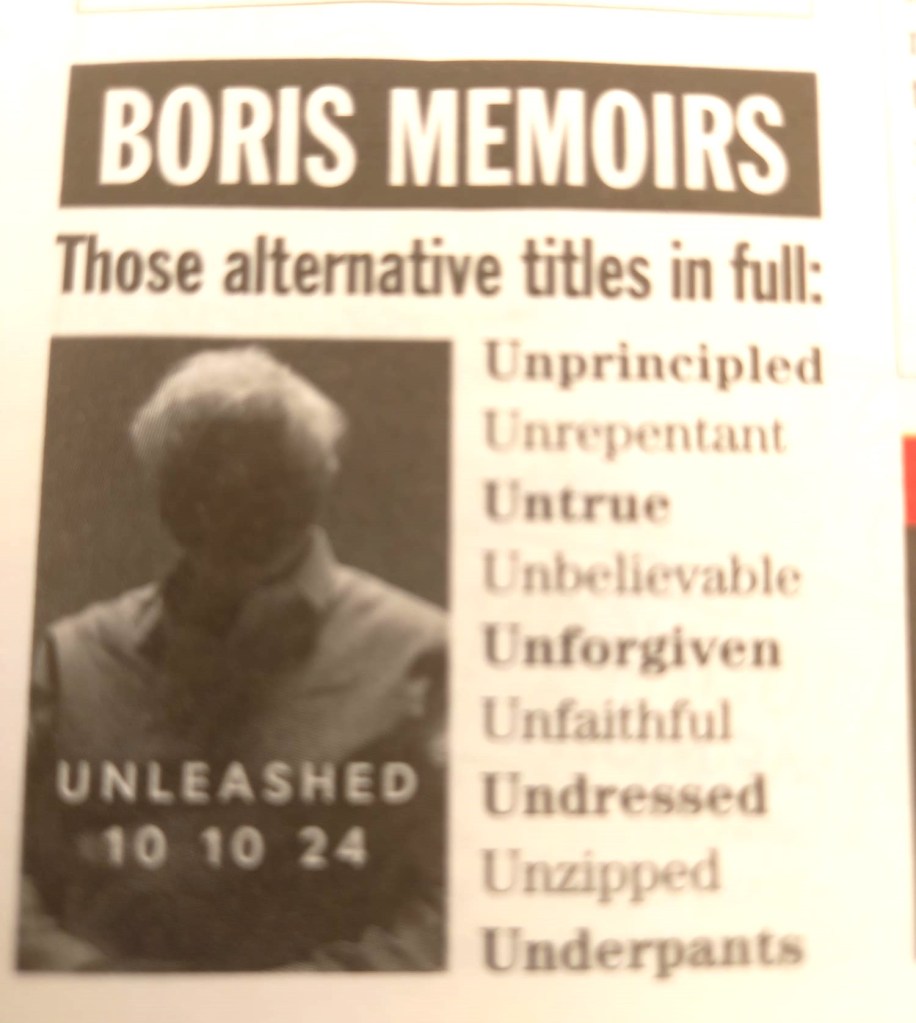 BORIS MEMOIRS
Those alternative titles in full:
UNLEASHED
10 10 24
Unprincipled
Unrepentant
Untrue
Unbelievable
Unforgiven
Unfaithful
Undressed
Unzipped
Underpants